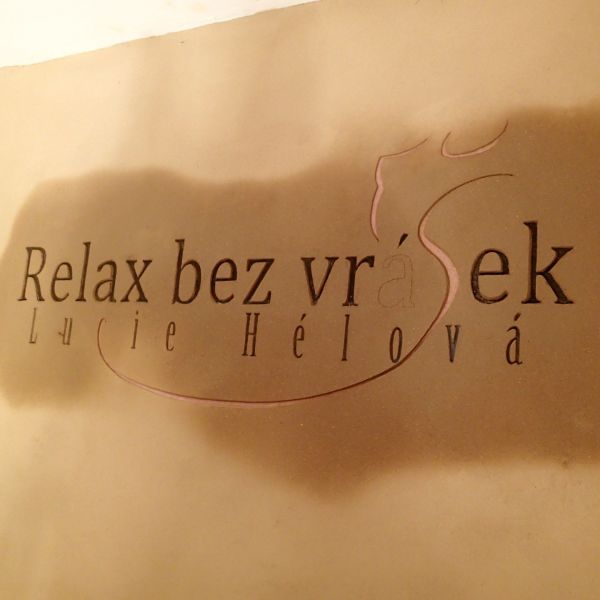 Relax bez vrásek
Lucie Hélová